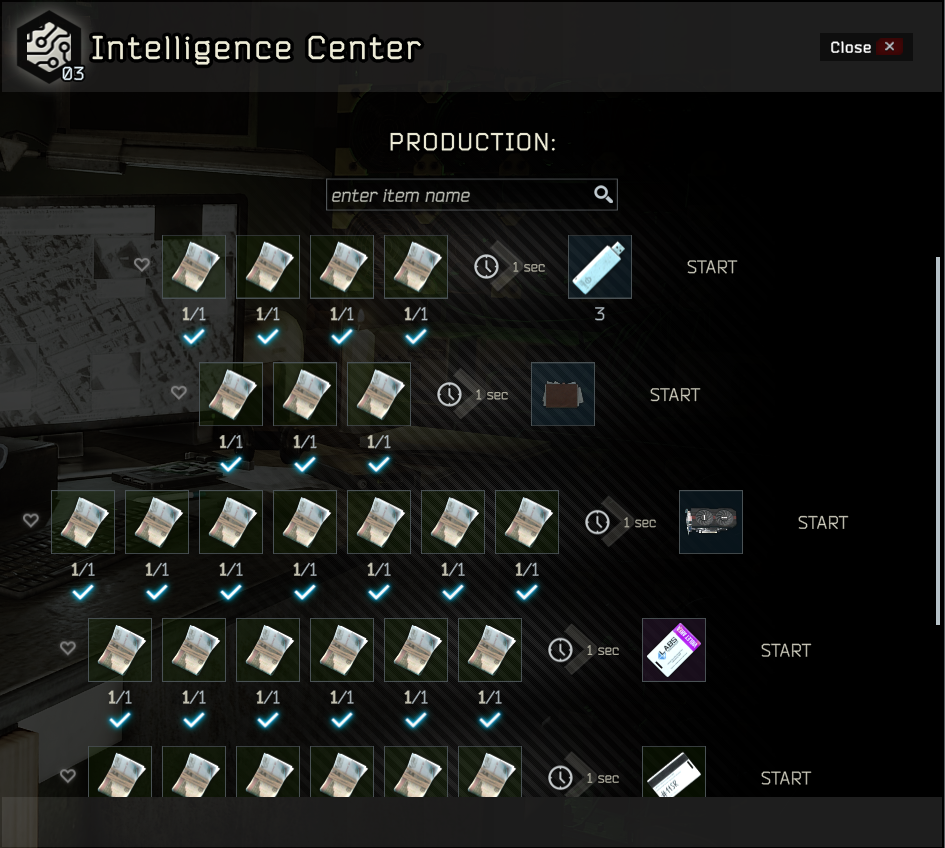 03
Intelligence Center
Close
PRODUCTION:
enter item name
1 sec
START
1/1 1/1 1/1 1/1 3
1 sec
START
1/1 1/1 1/1
1 sec
START
1/1 1/1 1/1 1/1 1/1 1/1 1/1
LABS
1 sec
START
1/1 1/1 1/1 1/1 1/1 1/1
1 sec
START